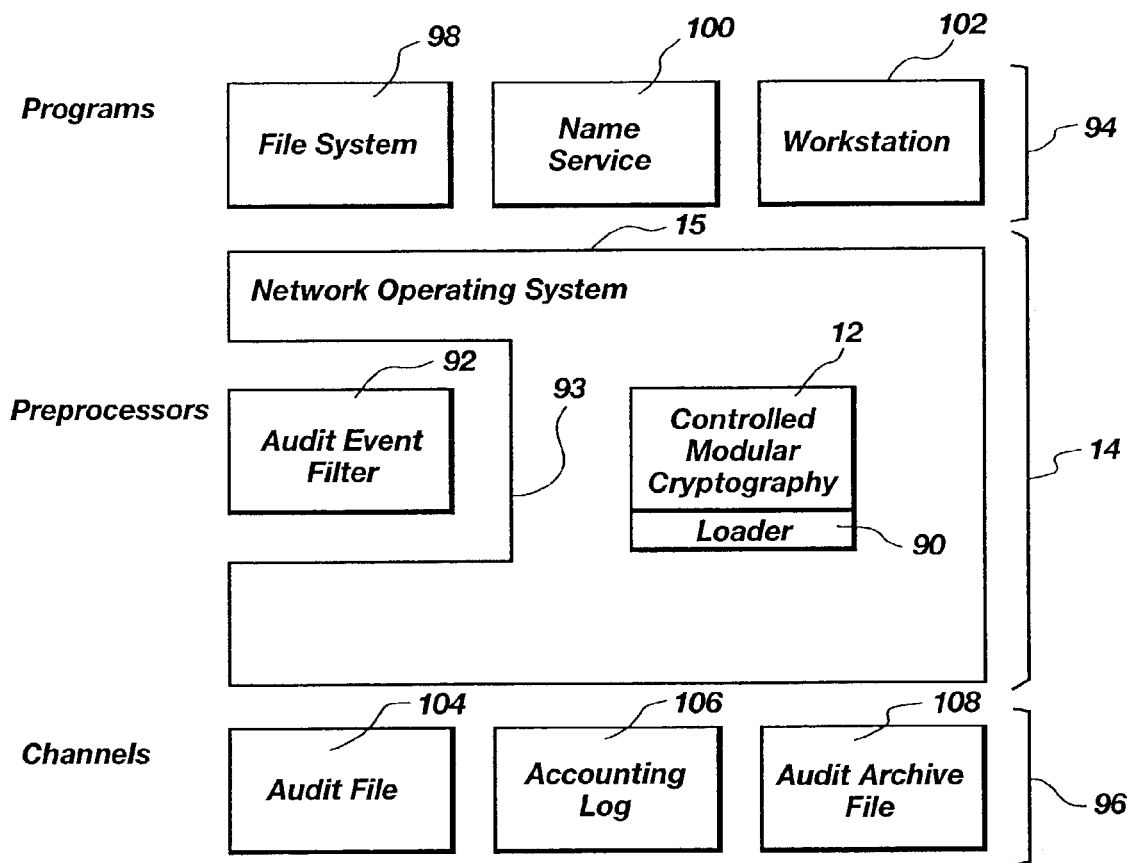 98
100
102
Programs
File System
Name
Service
Workstation
94
15
Network Operating System
12
92
93
Preprocessors
Audit Event
Filter
Controlled
Modular
Cryptography
Loader
90
14
104
106
108
Channels
Audit File
Accounting
Log
Audit Archive
File
96